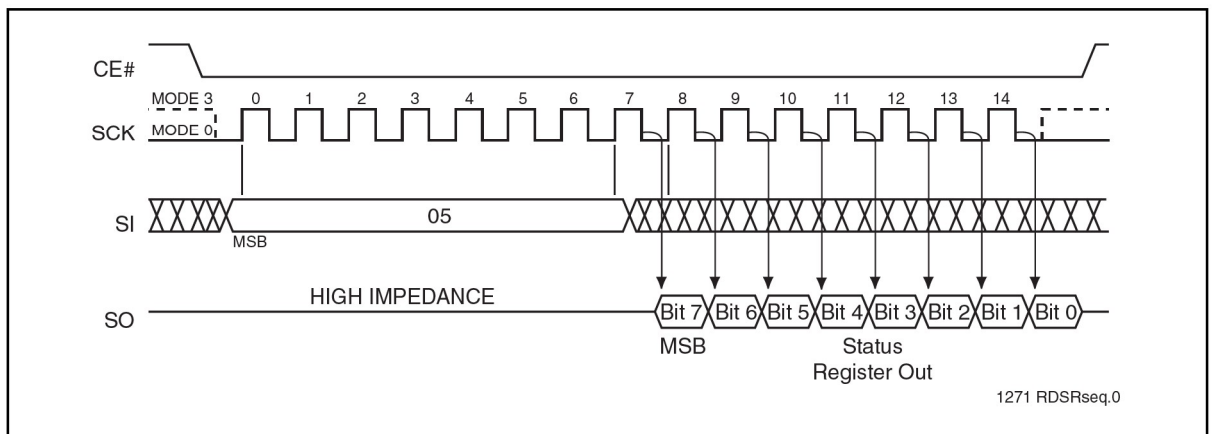 CE#
MODE 3 0 1 2 3 4 5 6 7 8 9 10 11 12 13 14
SCK MODE 0
SI 05
MSB
HIGH IMPEDANCE
SO Bit 7 Bit 6 Bit 5 Bit 4 Bit 3 Bit 2 Bit 1 Bit 0
MSB Status
Register Out
1271 RDSRseq.0